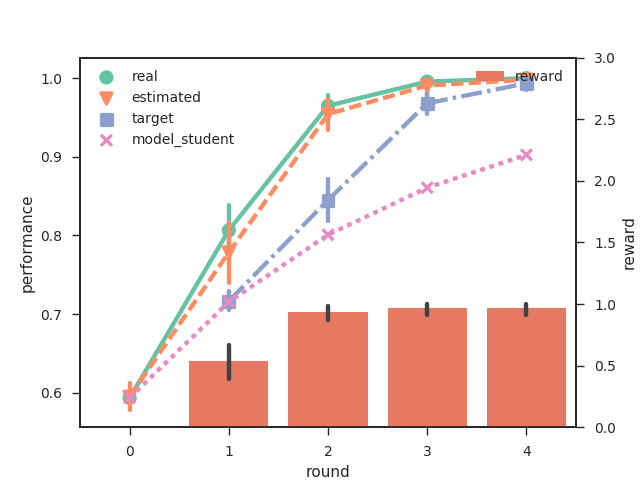 real
estimated
target
model_student
reward
1.0
0.9
0.8
0.7
0.6
performance
3.0
2.5
2.0
1.5
1.0
0.5
0.0
reward
0 1 2 3 4
round